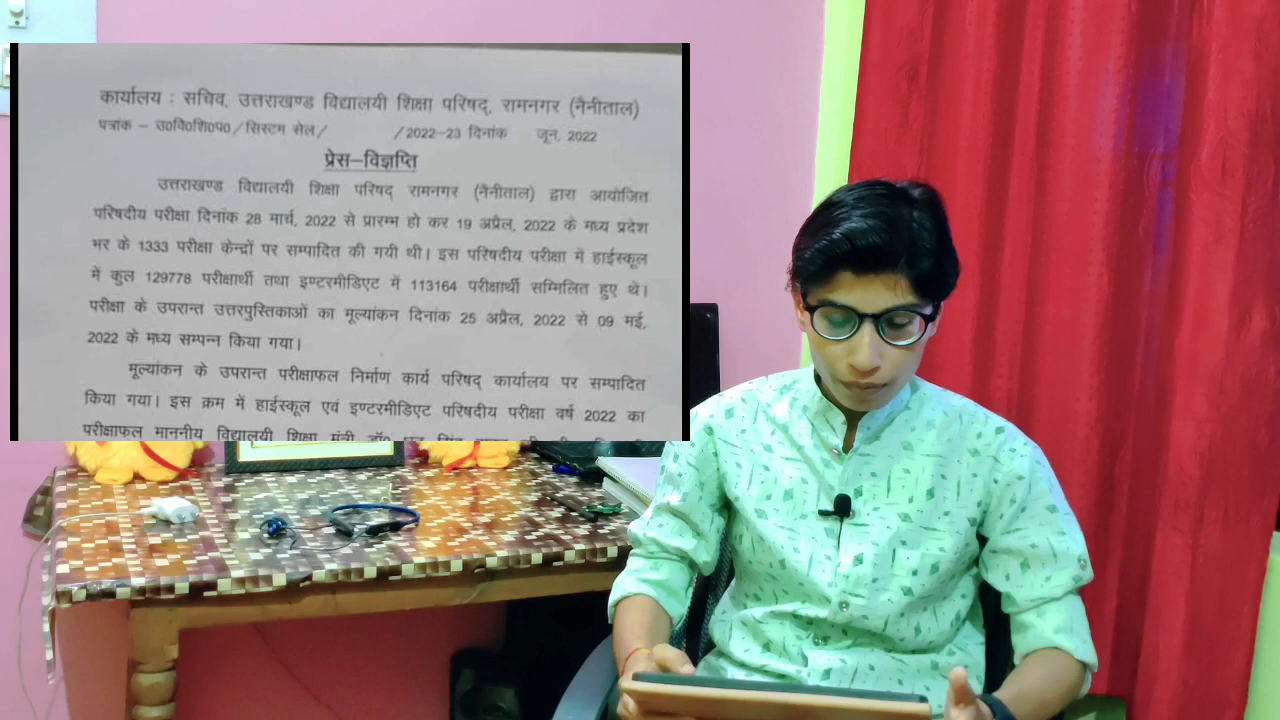 कार्यालय : सचिव, उत्तराखण्ड विद्यालयी शिक्षा परिषद्, रामनगर (नैनीताल)
पत्रांक – उ0वि0शि0प0/सिस्टम सेल/ /2022-23 दिनांक जून, 2022
प्रेस-विज्ञप्ति
उत्तराखण्ड विद्यालयी शिक्षा परिषद् रामनगर (नैनीताल) द्वारा आयोजित
परिषदीय परीक्षा दिनांक 28 मार्च, 2022 से प्रारम्भ हो कर 19 अप्रैल, 2022 के मध्य प्रदेश
भर के 1333 परीक्षा केन्द्रों पर सम्पादित की गयी थी। इस परिषदीय परीक्षा में हाईस्कूल
में कुल 129778 परीक्षार्थी तथा इण्टरमीडिएट में 113164 परीक्षार्थी सम्मिलित हुए थे।
परीक्षा के उपरान्त उत्तरपुस्तिकाओं का मूल्यांकन दिनांक 25 अप्रैल, 2022 से 09 मई,
2022 के मध्य सम्पन्न किया गया।
मूल्यांकन के उपरान्त परीक्षाफल निर्माण कार्य परिषद् कार्यालय पर सम्पादित
किया गया। इस क्रम में हाईस्कूल एवं इण्टरमीडिएट परिषदीय परीक्षा वर्ष 2022 का
परीक्षाफल माननीय विद्यालयी शिक्षा मंत्री